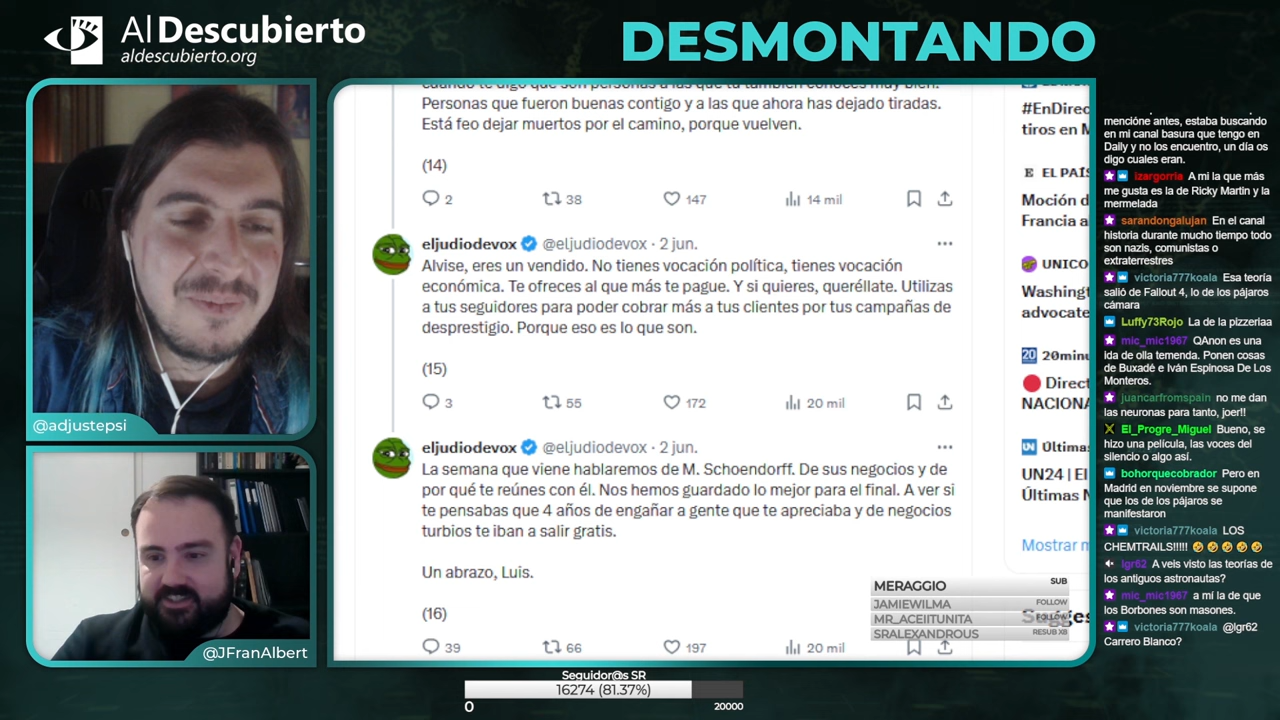 Al Descubierto
aldescubierto.org
DESMONTANDO
@adjustepsi
@JFranAlbert
cuando te digo que son personas a las que tú también conoces muy bien.
Personas que fueron buenas contigo y a las que ahora has dejado tiradas.
Está feo dejar muertos por el camino, porque vuelven.
(14)
2 38 147 14 mil
eljudiodevox @eljudiodevox · 2 jun.
Alvise, eres un vendido. No tienes vocación política, tienes vocación
económica. Te ofreces al que más te pague. Y si quieres, queréllate. Utilizas
a tus seguidores para poder cobrar más a tus clientes por tus campañas de
desprestigio. Porque eso es lo que son.
(15)
3 55 172 20 mil
eljudiodevox @eljudiodevox · 2 jun.
La semana que viene hablaremos de M. Schoendorff. De sus negocios y de
por qué te reúnes con él. Nos hemos guardado lo mejor para el final. A ver si
te pensabas que 4 años de engañar a gente que te apreciaba y de negocios
turbios te iban a salir gratis.
Un abrazo, Luis.
(16)
39 66 197 20 mil
#EnDirec
tiros en M
E EL PAÍS
Moción d
Francia a
UNICO
Washingt
advocate
20 20minu
Direct
NACIONA
UN Última
UN24 | El
Últimas N
Mostrar m
MERAGGIO SUB
JAMIEWILMA FOLLOW
MR_ACEIITUNITA FOLLOW
SRALEXANDROUS RESUB X8
Seguidor@s SR
16274 (81.37%)
0 20000
mencióne antes, estaba buscando
en mi canal basura que tengo en
Daily y no los encuentro, un día os
digo cuales eran.
izargorria A mi la que más
me gusta es la de Ricky Martin y la
mermelada
sarandongalujan En el canal
historia durante mucho tiempo todo
son nazis, comunistas o
extraterrestres
victoria777koala Esa teoría
salió de Fallout 4, lo de los pájaros
cámara
Luffy73Rojo La de la pizzeriaa
mic_mic1967 QAnon es una
ida de olla temenda. Ponen cosas
de Buxadé e Iván Espinosa De Los
Monteros.
juancarfromspain no me dan
las neuronas para tanto, joer!!
El_Progre_Miguel Bueno, se
hizo una película, las voces del
silencio o algo así.
bohorquecobrador Pero en
Madrid en noviembre se supone
que los de los pájaros se
manifestaron
victoria777koala LOS
CHEMTRAILS!!!!! 🤣🤣🤣🤣🤣
lgr62 A veis visto las teorías de
los antiguos astronautas?
mic_mic1967 a mí la de que
los Borbones son masones.
victoria777koala @lgr62
Carrero Blanco?